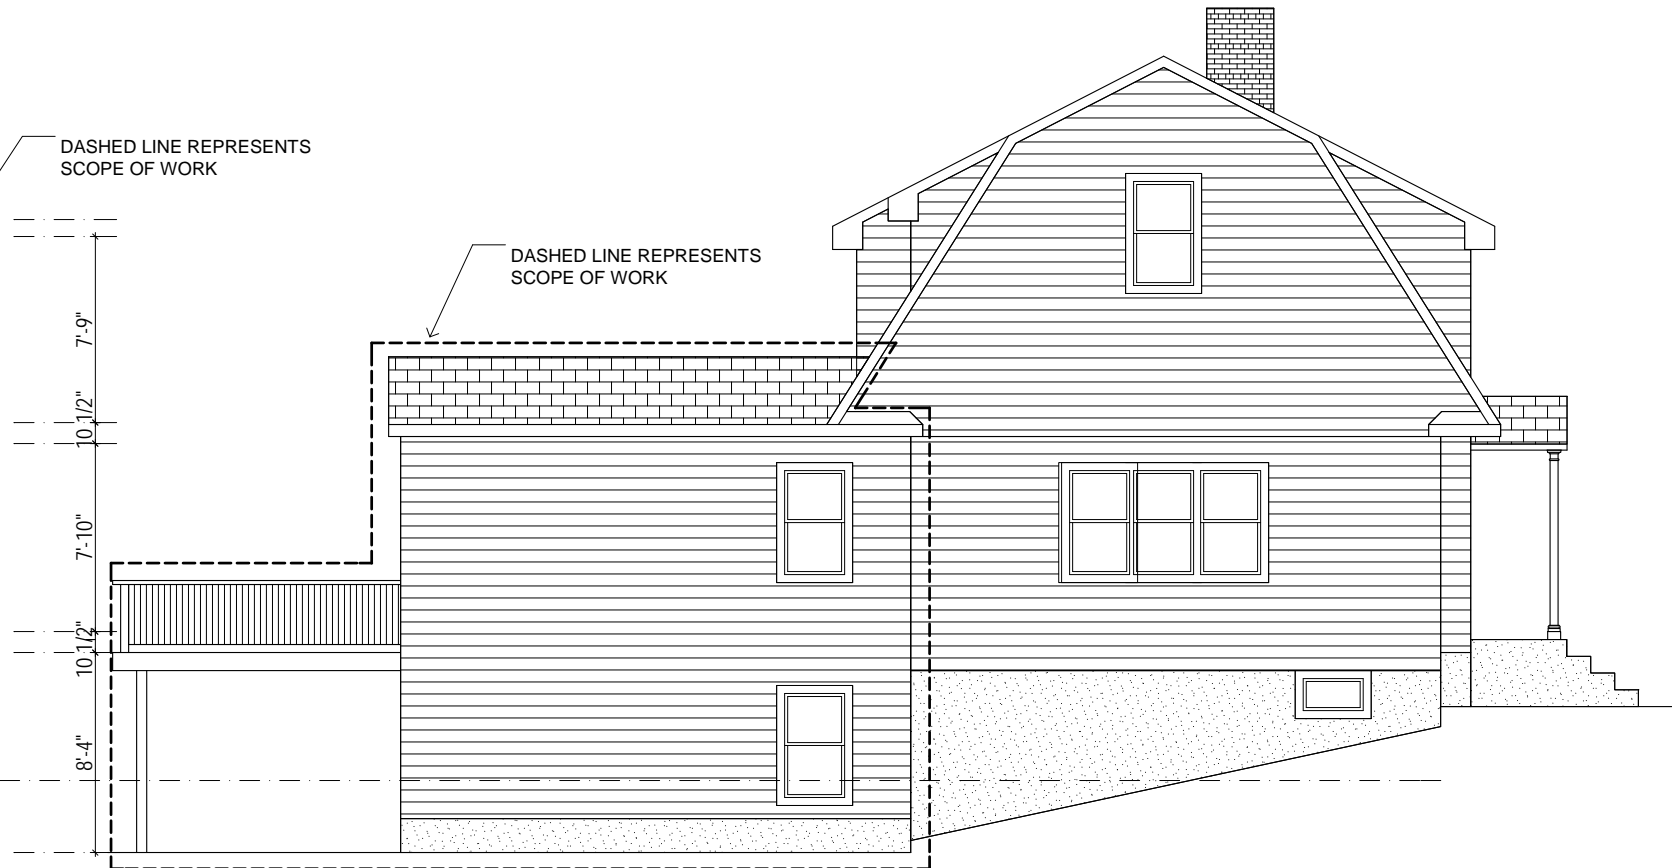 DASHED LINE REPRESENTS
SCOPE OF WORK
DASHED LINE REPRESENTS
SCOPE OF WORK
7'-9"
10 1/2"
7'-10"
10 1/2"
8'-4"